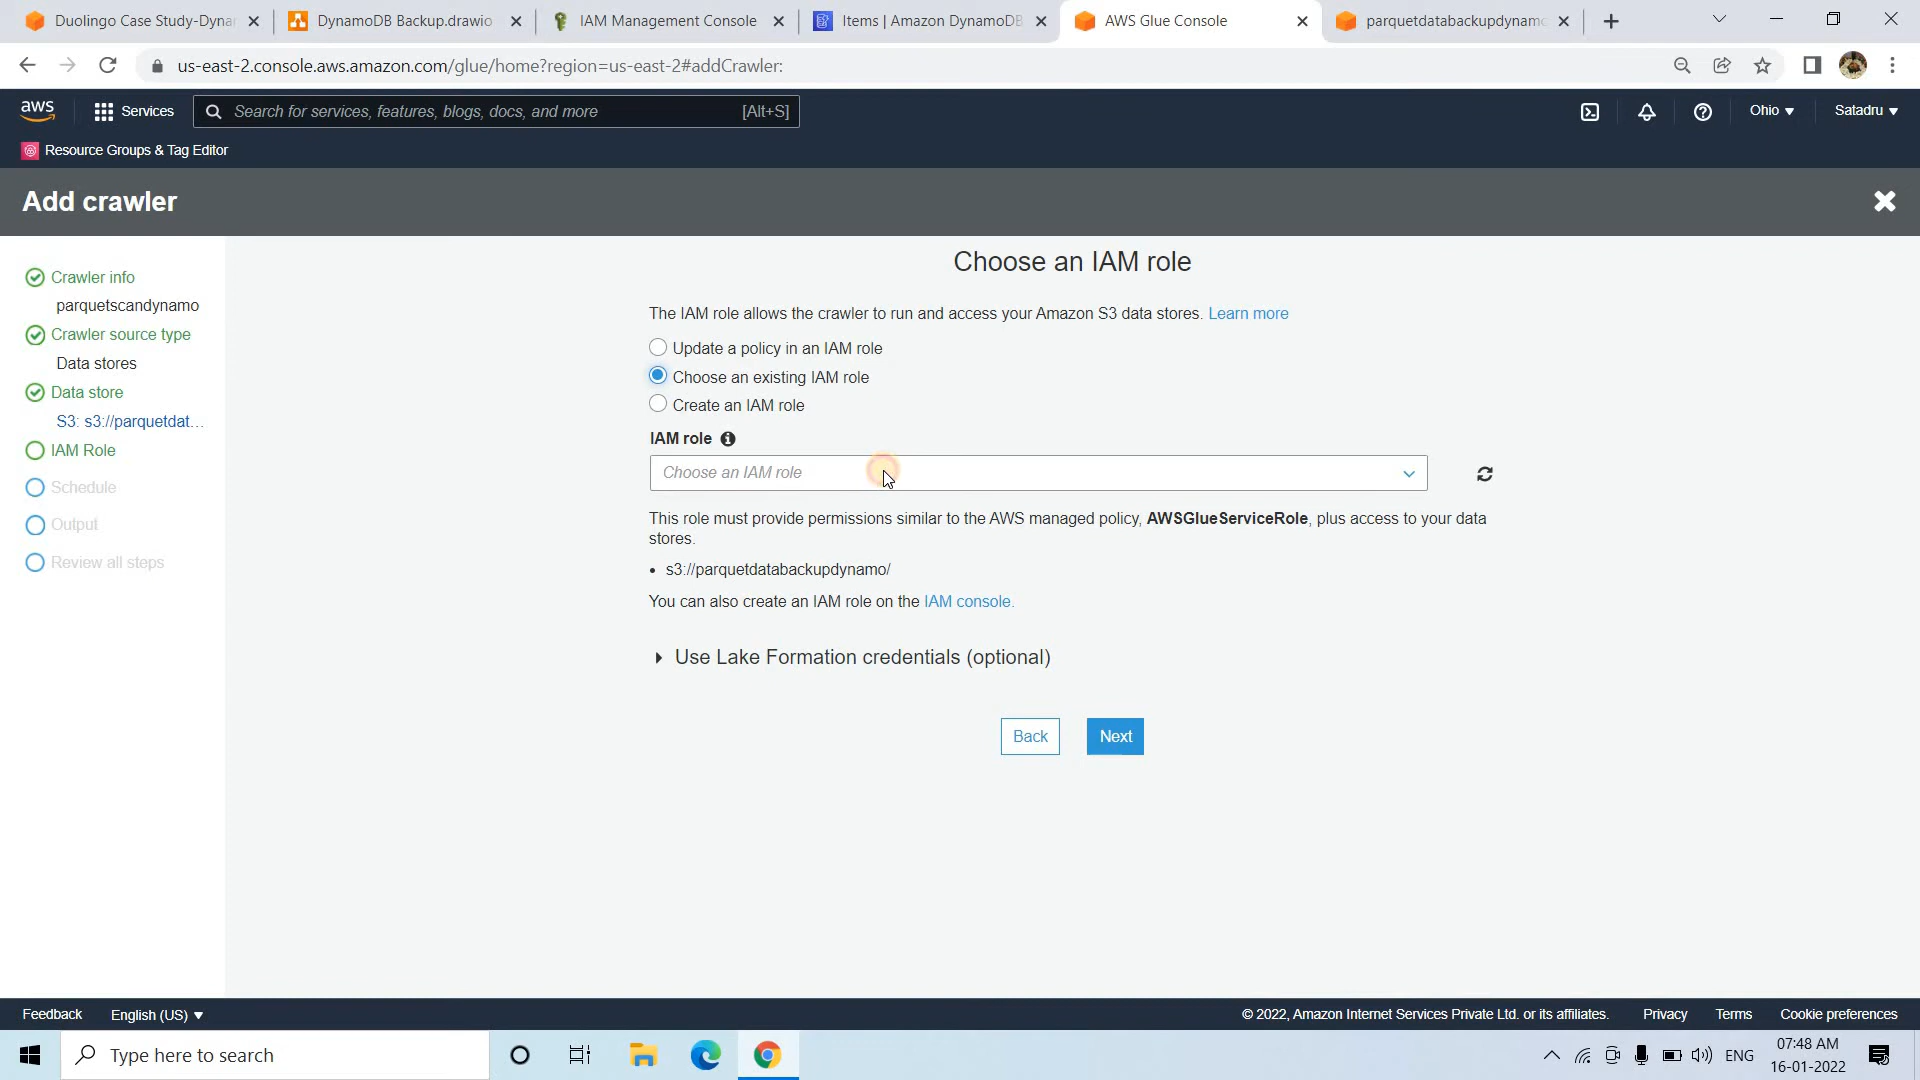 Duolingo Case Study-Dynam
DynamoDB Backup.drawio
IAM Management Console
Items | Amazon DynamoDB
AWS Glue Console
parquetdatabackupdynamo
us-east-2.console.aws.amazon.com/glue/home?region=us-east-2#addCrawler:
aws
Services
Search for services, features, blogs, docs, and more
[Alt+S]
Ohio
Satadru
Resource Groups & Tag Editor
Add crawler
Crawler info
parquetscandynamo
Crawler source type
Data stores
Data store
S3: s3://parquetdat...
IAM Role
Schedule
Output
Review all steps
Choose an IAM role
The IAM role allows the crawler to run and access your Amazon S3 data stores. Learn more
Update a policy in an IAM role
Choose an existing IAM role
Create an IAM role
IAM role
Choose an IAM role
This role must provide permissions similar to the AWS managed policy, AWSGlueServiceRole, plus access to your data
stores.
• s3://parquetdatabackupdynamo/
You can also create an IAM role on the IAM console.
Use Lake Formation credentials (optional)
Back
Next
Feedback
English (US)
© 2022, Amazon Internet Services Private Ltd. or its affiliates.
Privacy
Terms
Cookie preferences
Type here to search
ENG
07:48 AM
16-01-2022